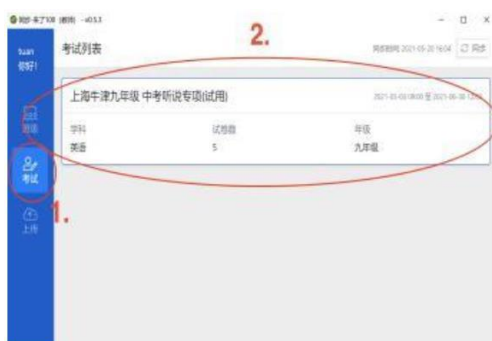 考试列表
2.
同步
tuan
你好!
上海牛津九年级 中考听说专项(试用)
学科
试卷数
年级
英语
5
九年级
考试
1.
上传